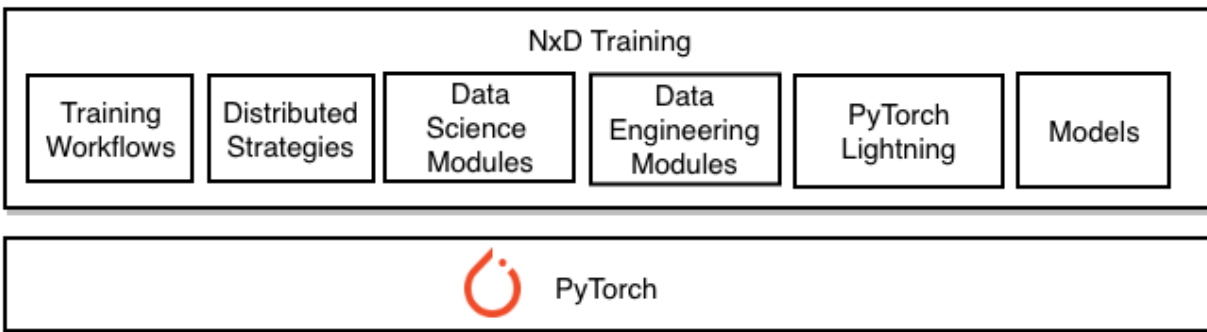 NxD Training
Training
Workflows
Distributed
Strategies
Data
Science
Modules
Data
Engineering
Modules
PyTorch
Lightning
Models
PyTorch